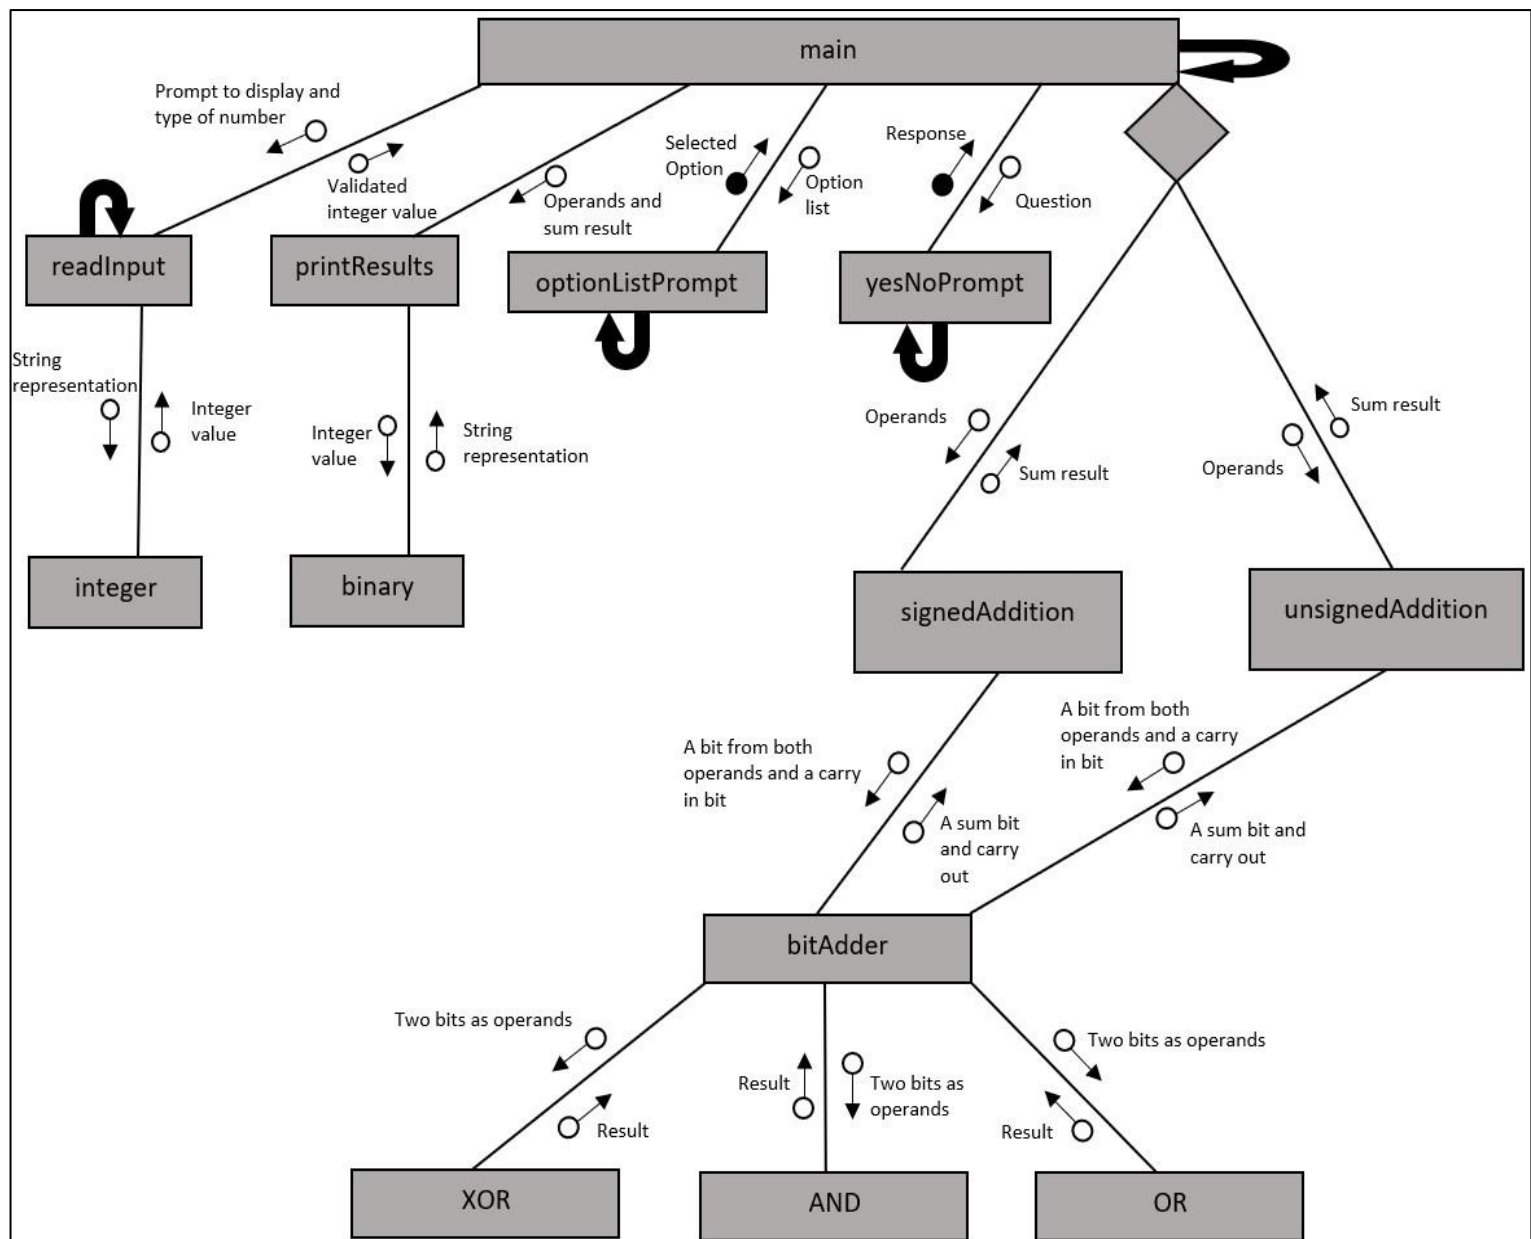 main
Prompt to display and
type of number
Validated
integer value
Operands and
sum result
Selected
Option
Option
list
Response
Question
readInput
printResults
optionListPrompt
yesNoPrompt
String
representation
Integer
value
Integer
value
String
representation
Operands
Sum result
Sum result
Operands
integer
binary
signedAddition
unsignedAddition
A bit from both
operands and a carry
in bit
A sum bit
and carry
out
A bit from both
operands and a carry
in bit
A sum bit and
carry out
bitAdder
Two bits as operands
Result
Result
Two bits as
operands
Two bits as operands
Result
XOR
AND
OR